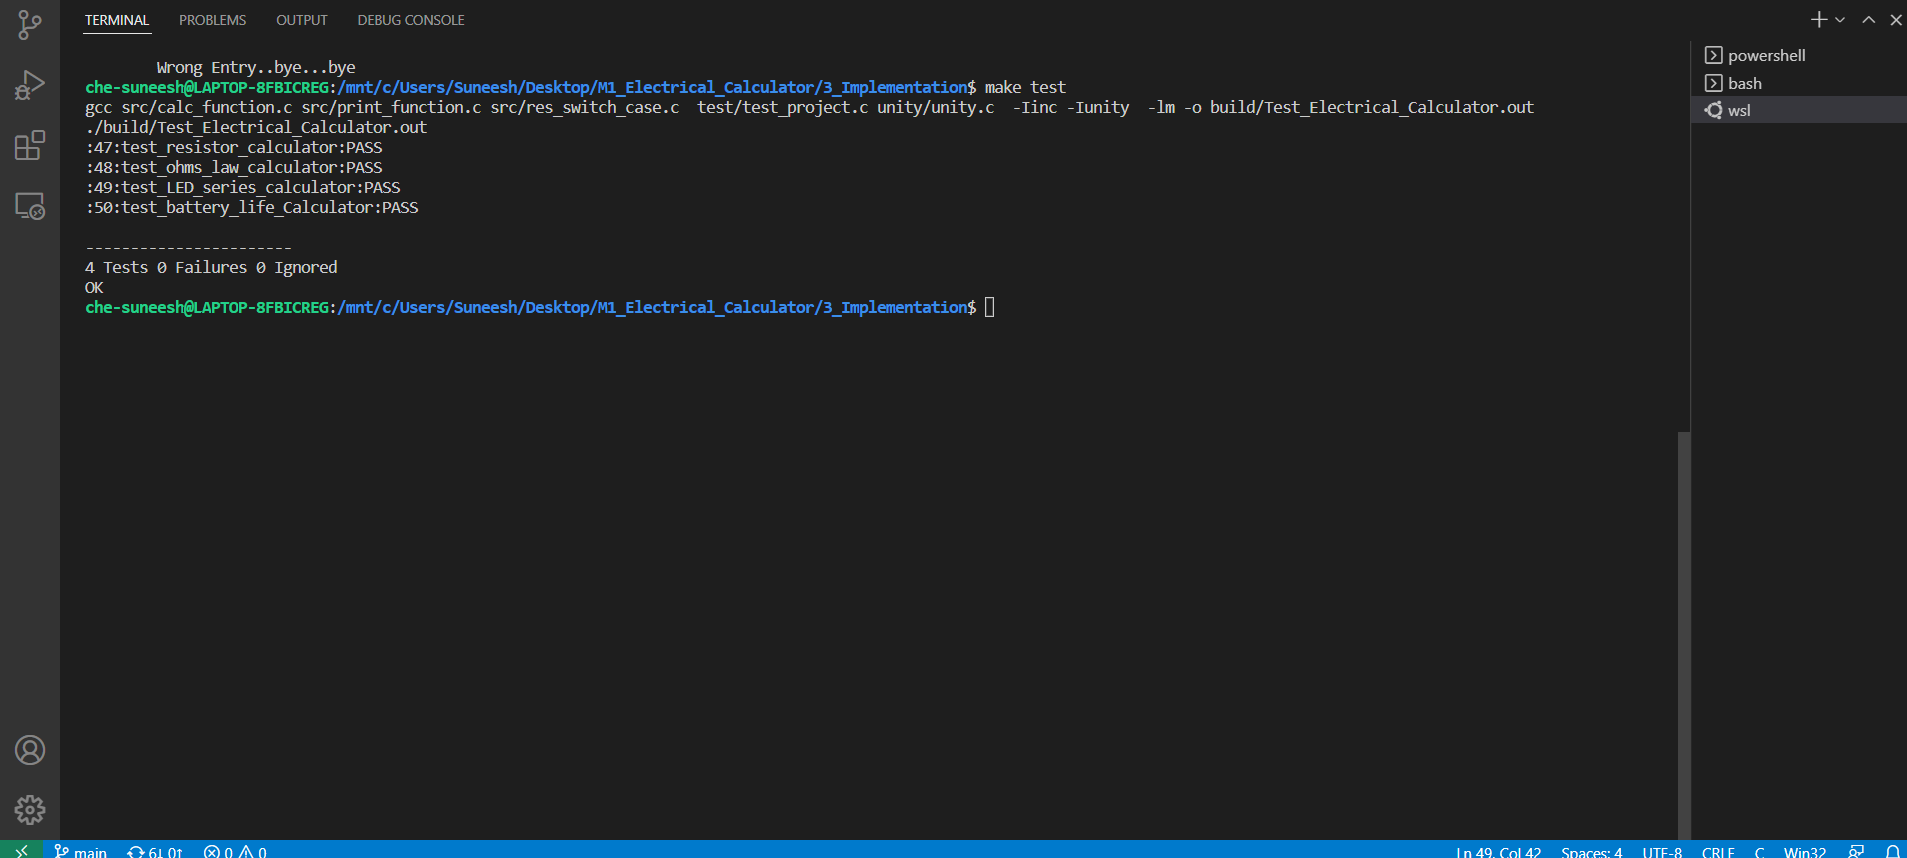 TERMINAL PROBLEMS OUTPUT DEBUG CONSOLE
Wrong Entry..bye...bye
che-suneesh@LAPTOP-8FBICREG:/mnt/c/Users/Suneesh/Desktop/M1_Electrical_Calculator/3_Implementation$ make test
gcc src/calc_function.c src/print_function.c src/res_switch_case.c  test/test_project.c unity/unity.c  -Iinc -Iunity  -lm -o build/Test_Electrical_Calculator.out
./build/Test_Electrical_Calculator.out
:47:test_resistor_calculator:PASS
:48:test_ohms_law_calculator:PASS
:49:test_LED_series_calculator:PASS
:50:test_battery_life_Calculator:PASS
-----------------------
4 Tests 0 Failures 0 Ignored
OK
che-suneesh@LAPTOP-8FBICREG:/mnt/c/Users/Suneesh/Desktop/M1_Electrical_Calculator/3_Implementation$
powershell
bash
wsl
main 6↓ 0↑ 0 0 Ln 49, Col 42 Spaces: 4 UTF-8 CRLF C Win32